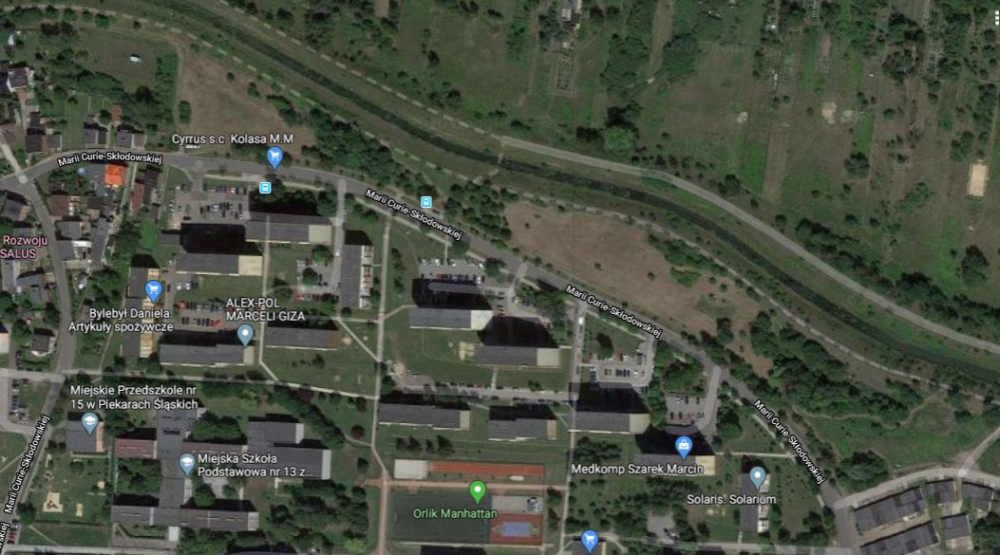 Cyrrus s.c. Kolasa M.M
Marii Curie-Skłodowskiej
Marii Curie-Skłodowskiej
Rozwoju
SALUS
Marii Curie-Skłodowskiej
ALEX-POL
MARCELI GIZA
Bylebył Daniela.
Artykuły spożywcze
Miejskie Przedszkole nr
15 w Piekarach Śląskich
Marii Curie-Skłodowskiej
Marii Curie-Skłodowskiej
Miejska Szkoła
Podstawowa nr 13 z...
Medkomp Szarek Marcin
Solaris. Solarium
Orlik Manhattan
skiej